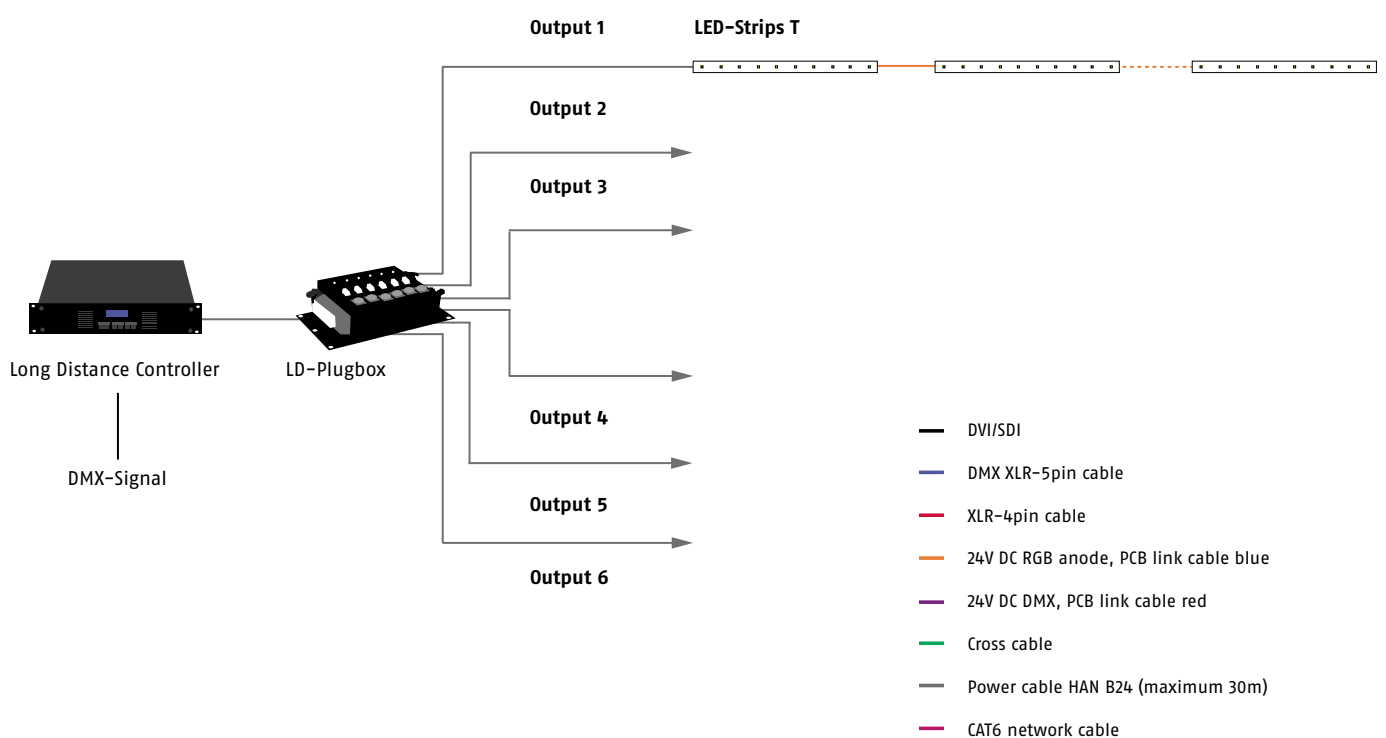 Output 1
LED-Strips T
Output 2
Output 3
Long Distance Controller
LD-Plugbox
Output 4
DMX-Signal
Output 5
Output 6
DVI/SDI
DMX XLR-5pin cable
XLR-4pin cable
24V DC RGB anode, PCB link cable blue
24V DC DMX, PCB link cable red
Cross cable
Power cable HAN B24 (maximum 30m)
CAT6 network cable